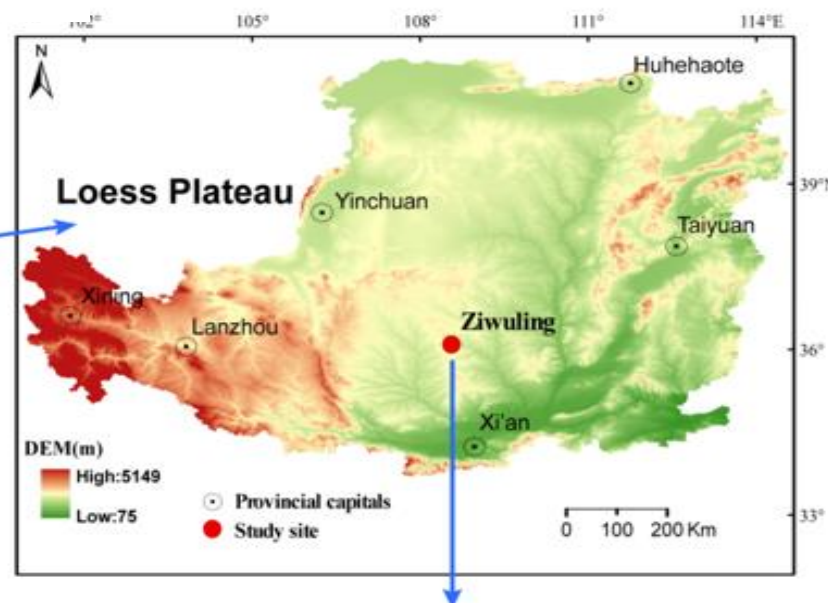 102° 105° 108° 111° 114°E
N
Huhehaote
39°N
Loess Plateau
Yinchuan
Taiyuan
Xining
Ziwuling
Lanzhou
36°
Xi'an
DEM(m)
High:5149
Low:75
Provincial capitals
Study site
0 100 200 Km
33°